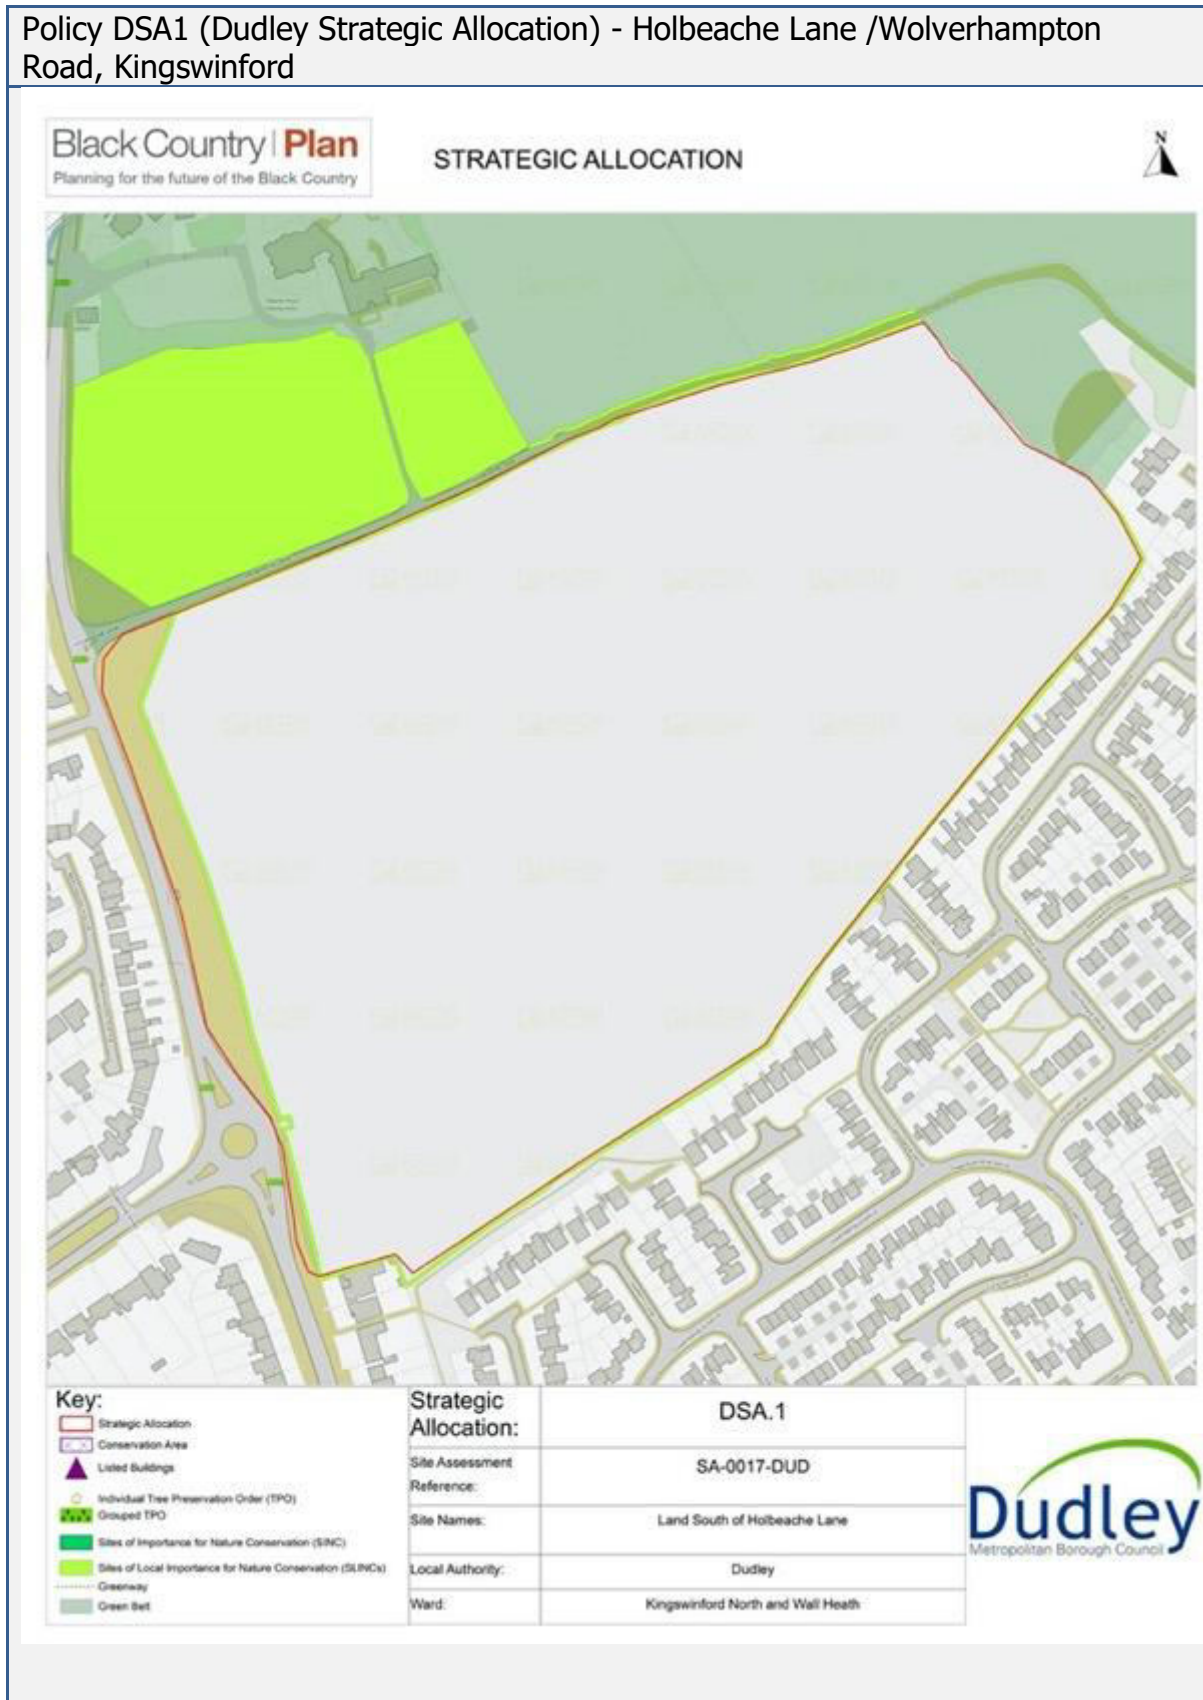 Policy DSA1 (Dudley Strategic Allocation) - Holbeache Lane /Wolverhampton
Road, Kingswinford
Black Country | Plan
Planning for the future of the Black Country
STRATEGIC ALLOCATION
N
Key:
Strategic Allocation
Conservation Area
Listed Buildings
Individual Tree Preservation Order (TPO)
Grouped TPO
Sites of Importance for Nature Conservation (SINC)
Sites of Local Importance for Nature Conservation (SLINCs)
Greenway
Green Belt
Strategic
Allocation:
DSA.1
Site Assessment
Reference:
SA-0017-DUD
Site Names:
Land South of Holbeache Lane
Local Authority:
Dudley
Ward:
Kingswinford North and Wall Heath
Dudley
Metropolitan Borough Council